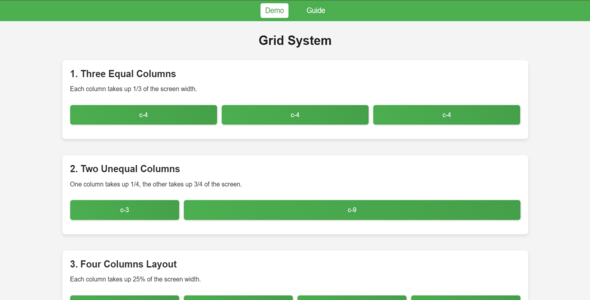 Demo Guide
Grid System
1. Three Equal Columns
Each column takes up 1/3 of the screen width.
c-4 c-4 c-4
2. Two Unequal Columns
One column takes up 1/4, the other takes up 3/4 of the screen.
c-3 c-9
3. Four Columns Layout
Each column takes up 25% of the screen width.